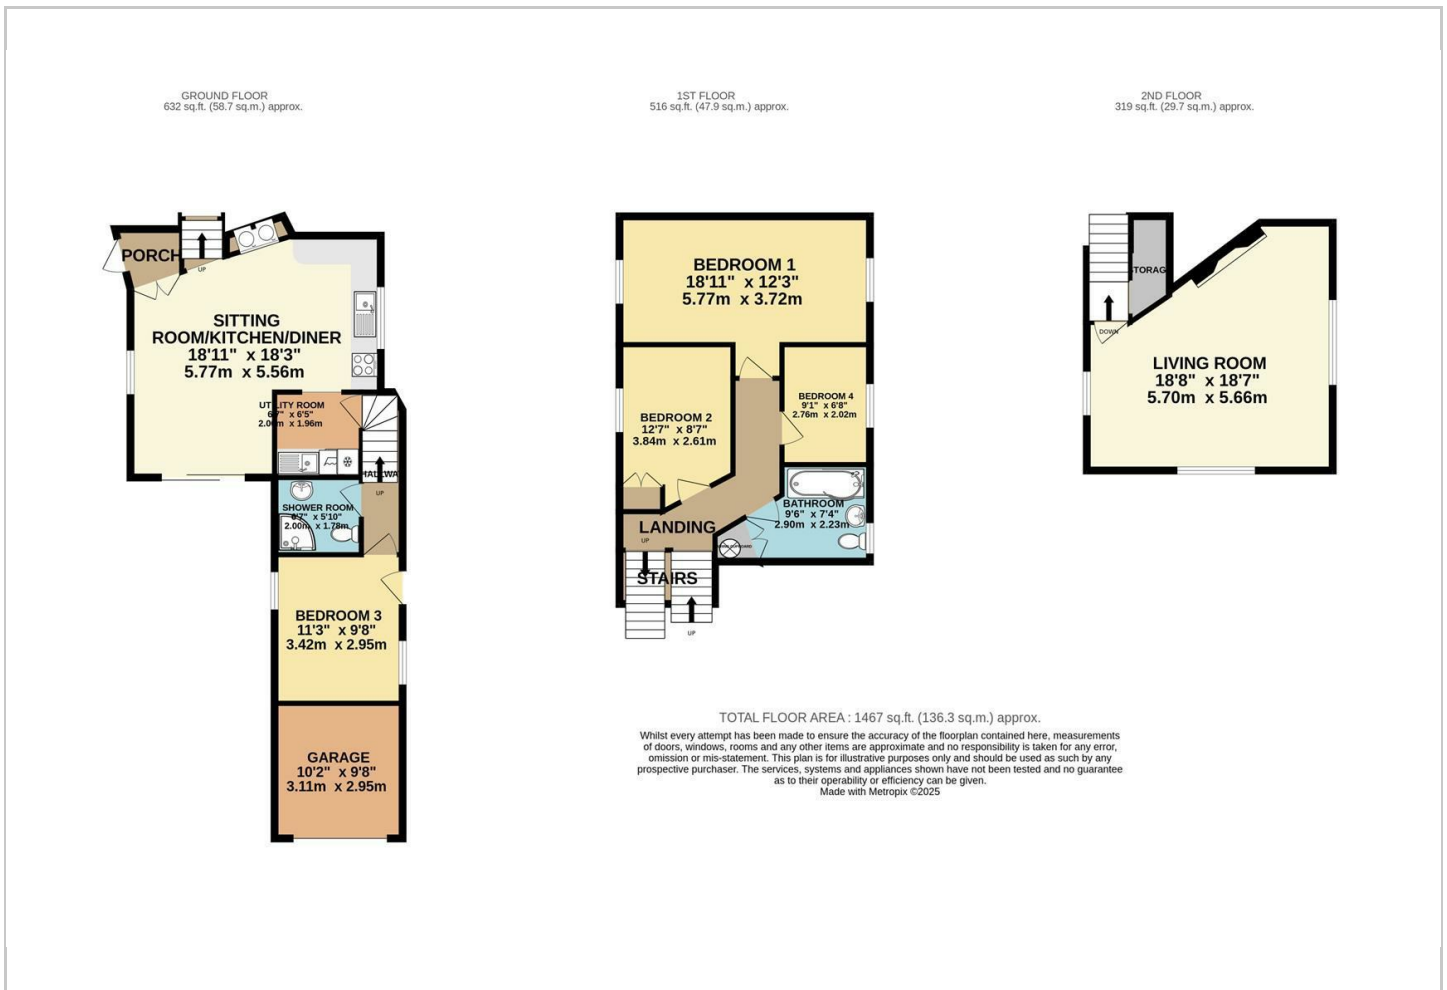 GROUND FLOOR
632 sq.ft. (58.7 sq.m.) approx.
1ST FLOOR
516 sq.ft. (47.9 sq.m.) approx.
2ND FLOOR
319 sq.ft. (29.7 sq.m.) approx.
PORCH
UP
SITTING
ROOM/KITCHEN/DINER
18'11" x 18'3"
5.77m x 5.56m
UTILITY ROOM
6'7" x 6'5"
2.00m x 1.96m
HALLWAY
UP
SHOWER ROOM
6'7" x 5'10"
2.00m x 1.78m
BEDROOM 3
11'3" x 9'8"
3.42m x 2.95m
GARAGE
10'2" x 9'8"
3.11m x 2.95m
BEDROOM 1
18'11" x 12'3"
5.77m x 3.72m
BEDROOM 2
12'7" x 8'7"
3.84m x 2.61m
BEDROOM 4
9'1" x 6'8"
2.76m x 2.02m
BATHROOM
9'6" x 7'4"
2.90m x 2.23m
LANDING
UP
STAIRS
UP
STORAGE
DOWN
LIVING ROOM
18'8" x 18'7"
5.70m x 5.66m
TOTAL FLOOR AREA : 1467 sq.ft. (136.3 sq.m.) approx.
Whilst every attempt has been made to ensure the accuracy of the floorplan contained here, measurements
of doors, windows, rooms and any other items are approximate and no responsibility is taken for any error,
omission or mis-statement. This plan is for illustrative purposes only and should be used as such by any
prospective purchaser. The services, systems and appliances shown have not been tested and no guarantee
as to their operability or efficiency can be given.
Made with Metropix ©2025